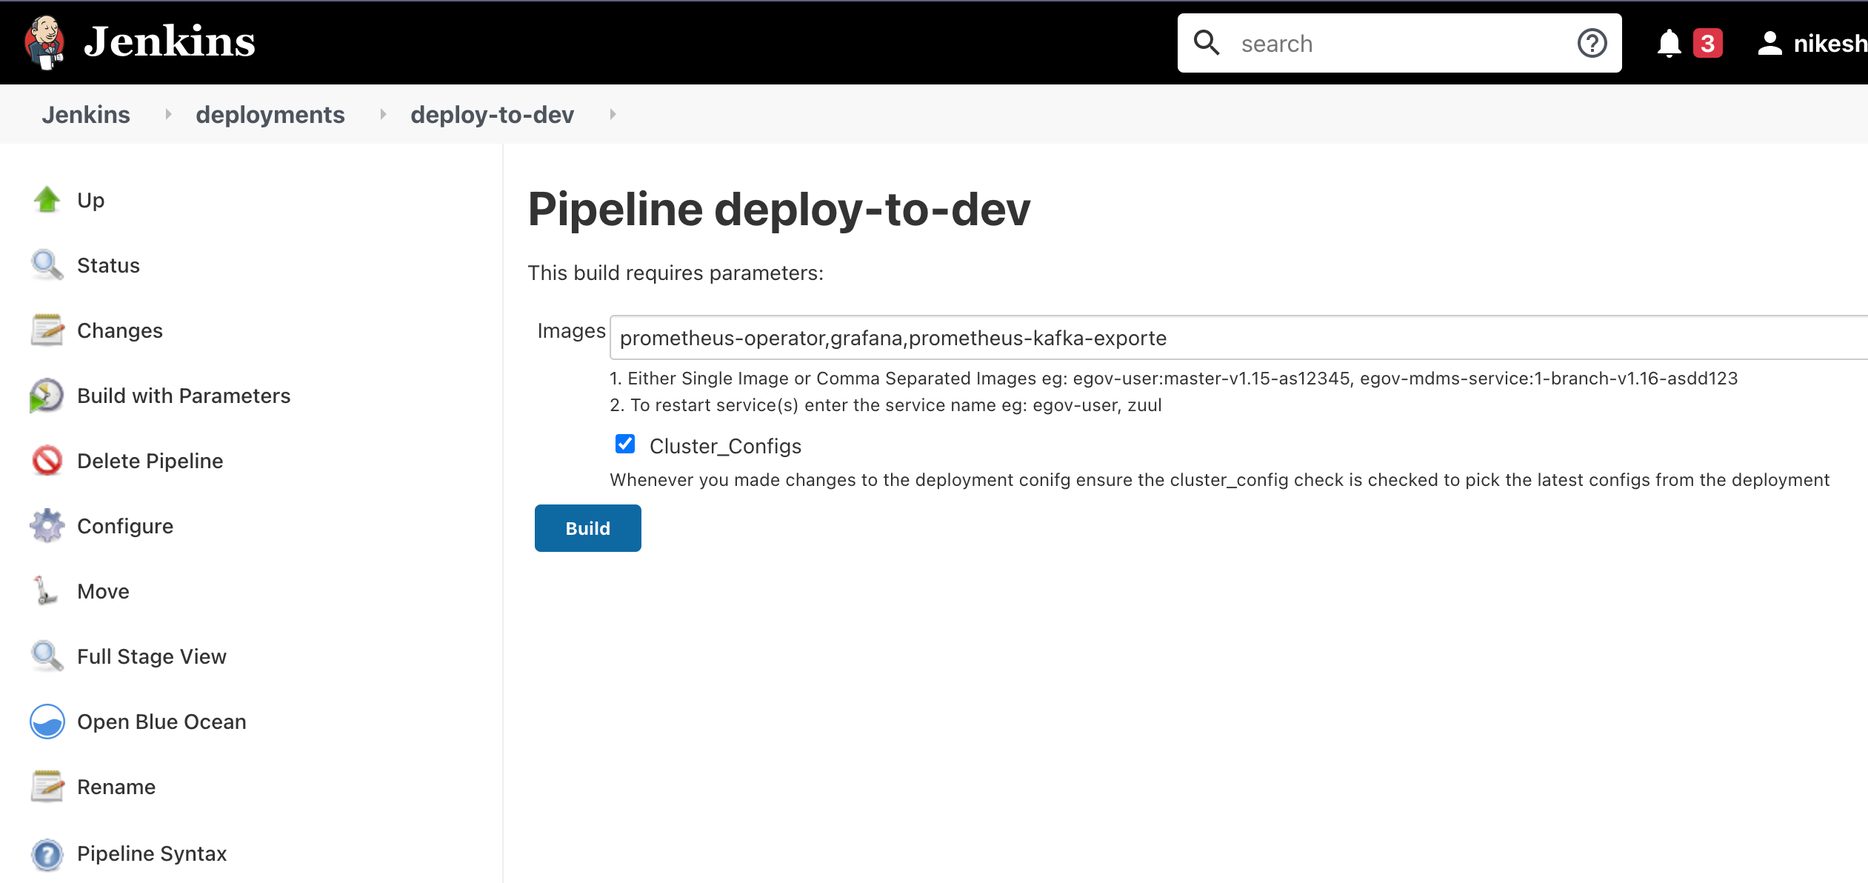 Jenkins
search
3
nikesh
Jenkins
deployments
deploy-to-dev
Up
Status
Changes
Build with Parameters
Delete Pipeline
Configure
Move
Full Stage View
Open Blue Ocean
Rename
Pipeline Syntax
Pipeline deploy-to-dev
This build requires parameters:
Images
prometheus-operator,grafana,prometheus-kafka-exporte
1. Either Single Image or Comma Separated Images eg: egov-user:master-v1.15-as12345, egov-mdms-service:1-branch-v1.16-asdd123
2. To restart service(s) enter the service name eg: egov-user, zuul
Cluster_Configs
Whenever you made changes to the deployment conifg ensure the cluster_config check is checked to pick the latest configs from the deployment
Build